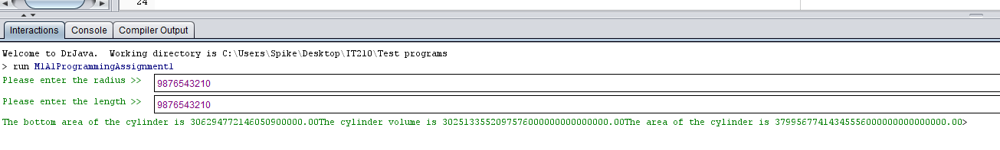 24
Interactions Console Compiler Output
Welcome to DrJava. Working directory is C:\Users\Spike\Desktop\IT210\Test programs
> run M1A1ProgrammingAssignment1
Please enter the radius >> 9876543210
Please enter the length >> 9876543210
The bottom area of the cylinder is 306294772146050900000.00The cylinder volume is 3025133552097576000000000000000.00The area of the cylinder is 3799567741434555600000000000000.00>